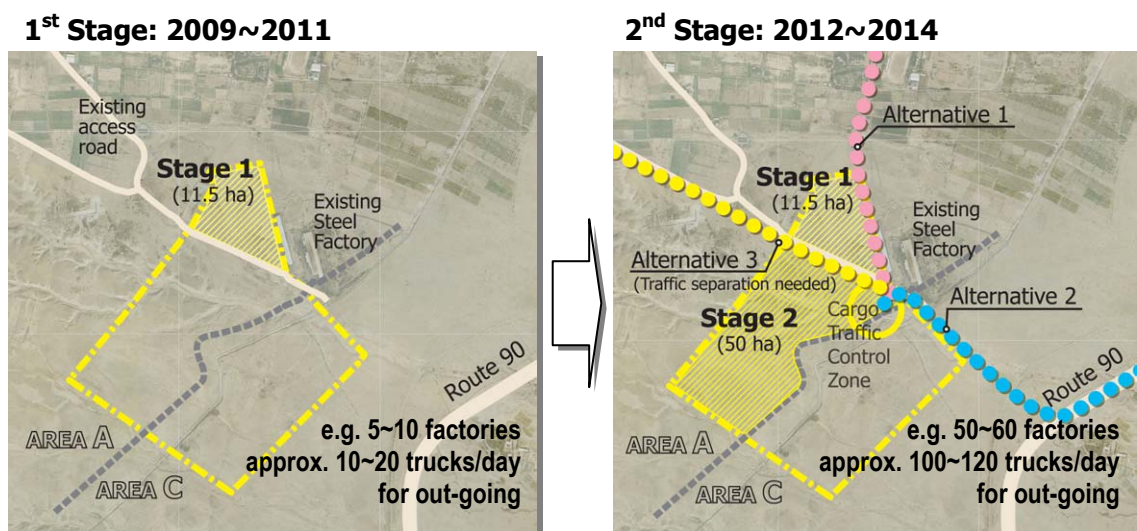 1st Stage: 2009~2011
Existing
access
road
Stage 1
(11.5 ha)
Existing
Steel
Factory
Route 90
AREA A
AREA C
e.g. 5~10 factories
approx. 10~20 trucks/day
for out-going
2nd Stage: 2012~2014
Alternative 1
Stage 1
(11.5 ha)
Existing
Steel
Factory
Alternative 3
(Traffic separation needed)
Alternative 2
Stage 2
(50 ha)
Cargo
Traffic
Control
Zone
Route 90
AREA A
AREA C
e.g. 50~60 factories
approx. 100~120 trucks/day
for out-going